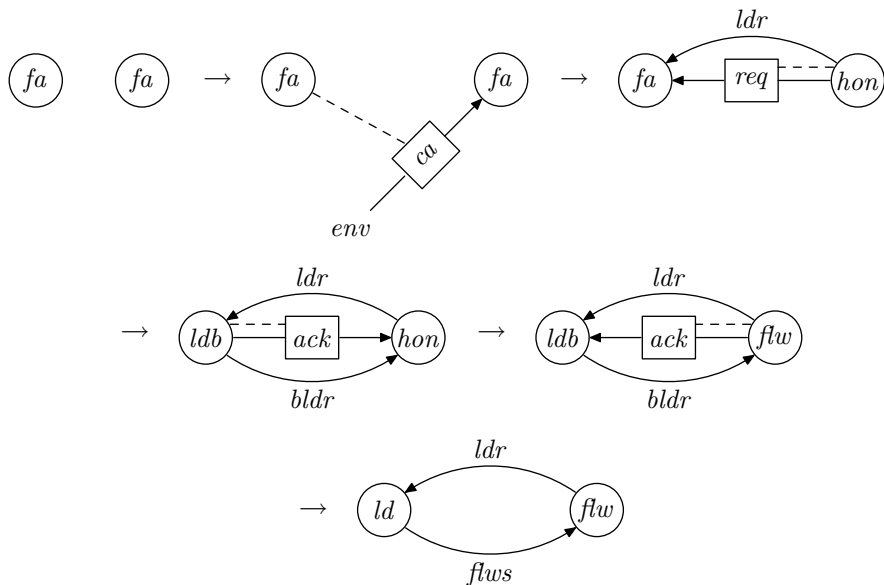 ldr
fa fa → fa fa → fa req hon
ca
env
ldr ldr
→ ldb ack hon → ldb ack flw
bldr bldr
ldr
→ ld flw
flws